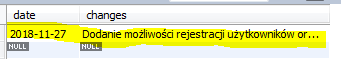 date changes
2018-11-27 Dodanie możliwości rejestracji użytkowników or...
NULL NULL